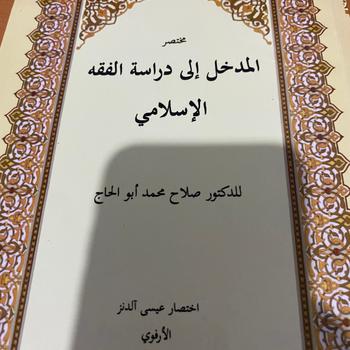 مختصر
المدخل إلى دراسة الفقه
الإسلامي
للدكتور صلاح محمد أبو الحاج
اختصار عيسى آلدنز
الأرفوي